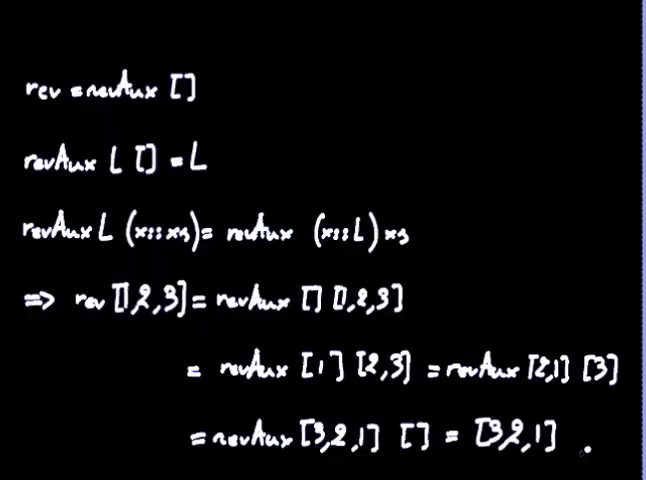 rev = revAux []
revAux L [] = L
revAux L (x::xs) = revAux (x::L) xs
=> rev [1,2,3] = revAux [] [1,2,3]
= revAux [1] [2,3] = revAux [2,1] [3]
= revAux [3,2,1] [] = [3,2,1].